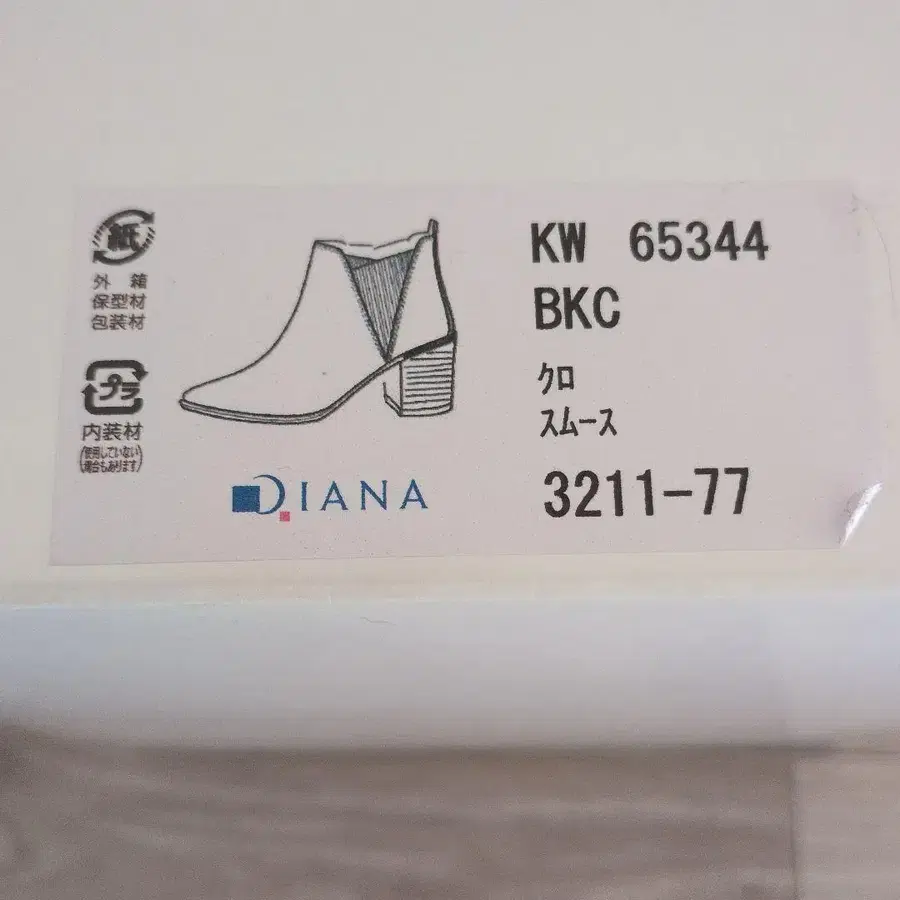 紙
外 箱
保型材
包装材
プラ
内装材
(使用していない
場合もあります)
DIANA
KW 65344
BKC
ｸﾛ
ｽﾑｰｽ
3211-77